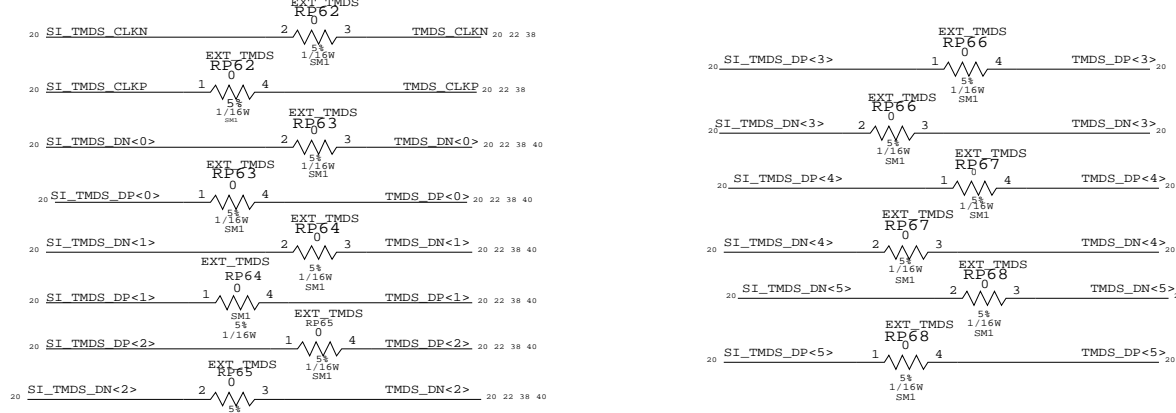 EXT_TMDS
RP62
0
20 SI_TMDS_CLKN 2 3 TMDS_CLKN 20 22 38
5%
1/16W
SM1
EXT_TMDS
RP62
0
20 SI_TMDS_CLKP 1 4 TMDS_CLKP 20 22 38
5%
1/16W
SM1
EXT_TMDS
RP63
0
20 SI_TMDS_DN<0> 2 3 TMDS_DN<0> 20 22 38 40
5%
1/16W
SM1
EXT_TMDS
RP63
0
20 SI_TMDS_DP<0> 1 4 TMDS_DP<0> 20 22 38 40
5%
1/16W
SM1
EXT_TMDS
RP64
0
20 SI_TMDS_DN<1> 2 3 TMDS_DN<1> 20 22 38 40
5%
1/16W
SM1
EXT_TMDS
RP64
0
20 SI_TMDS_DP<1> 1 4 TMDS_DP<1> 20 22 38 40
SM1
5%
1/16W
EXT_TMDS
RP65
0
20 SI_TMDS_DP<2> 1 4 TMDS_DP<2> 20 22 38 40
5%
1/16W
SM1
EXT_TMDS
RP65
0
20 SI_TMDS_DN<2> 2 3 TMDS_DN<2> 20 22 38 40
5%
EXT_TMDS
RP66
0
20 SI_TMDS_DP<3> 1 4 TMDS_DP<3> 20
5%
1/16W
SM1
EXT_TMDS
RP66
0
20 SI_TMDS_DN<3> 2 3 TMDS_DN<3> 20
5%
1/16W
SM1
EXT_TMDS
RP67
0
20 SI_TMDS_DP<4> 1 4 TMDS_DP<4> 20
5%
1/16W
SM1
EXT_TMDS
RP67
0
20 SI_TMDS_DN<4> 2 3 TMDS_DN<4> 20
5%
1/16W
SM1
EXT_TMDS
RP68
0
20 SI_TMDS_DN<5> 2 3 TMDS_DN<5>
5%
1/16W
SM1
EXT_TMDS
RP68
0
20 SI_TMDS_DP<5> 1 4 TMDS_DP<5> 20
5%
1/16W
SM1